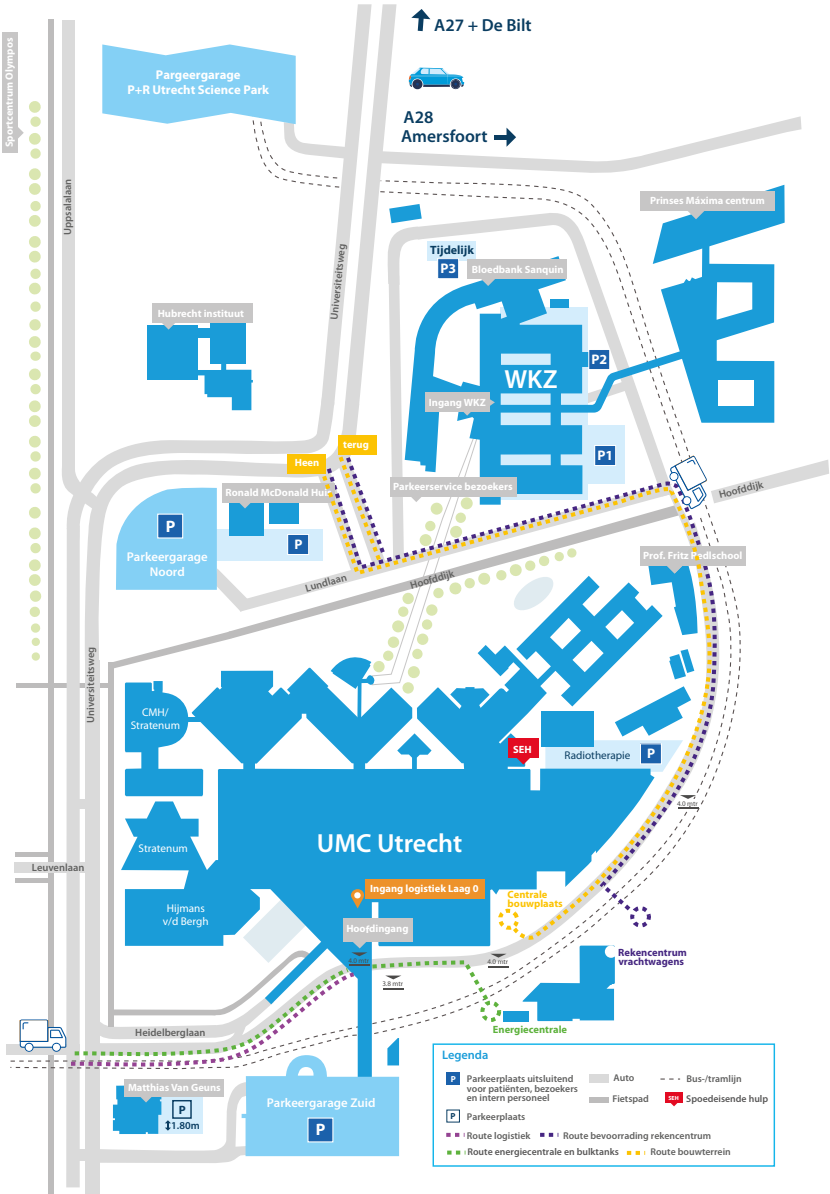 A27 + De Bilt
Pargeergarage
P+R Utrecht Science Park
Sportcentrum Olympos
A28
Amersfoort
Uppsalalaan
Prinses Máxima centrum
Universiteitsweg
Tijdelijk
P3
Bloedbank Sanquin
Hubrecht instituut
P2
WKZ
Ingang WKZ
terug
Heen
P1
Parkeerservice bezoekers
Ronald McDonald Huis
Hoofddijk
P
Parkeergarage
Noord
P
Lundlaan
Hoofddijk
Prof. Fritz Redlschool
Universiteitsweg
CMH/
Stratenum
SEH
Radiotherapie
P
4.0 mtr
UMC Utrecht
Stratenum
Leuvenlaan
Ingang logistiek Laag 0
Centrale
bouwplaats
Hijmans
v/d Bergh
Hoofdingang
4.0 mtr
4.0 mtr
3.8 mtr
Rekencentrum
vrachtwagens
Energiecentrale
Heidelberglaan
Matthias Van Geuns
P
1.80m
Parkeergarage Zuid
P
Legenda
P Parkeerplaats uitsluitend
voor patiënten, bezoekers
en intern personeel
P Parkeerplaats
Auto
Fietspad
Bus-/tramlijn
SEH Spoedeisende hulp
Route logistiek
Route bevoorrading rekencentrum
Route energiecentrale en bulktanks
Route bouwterrein